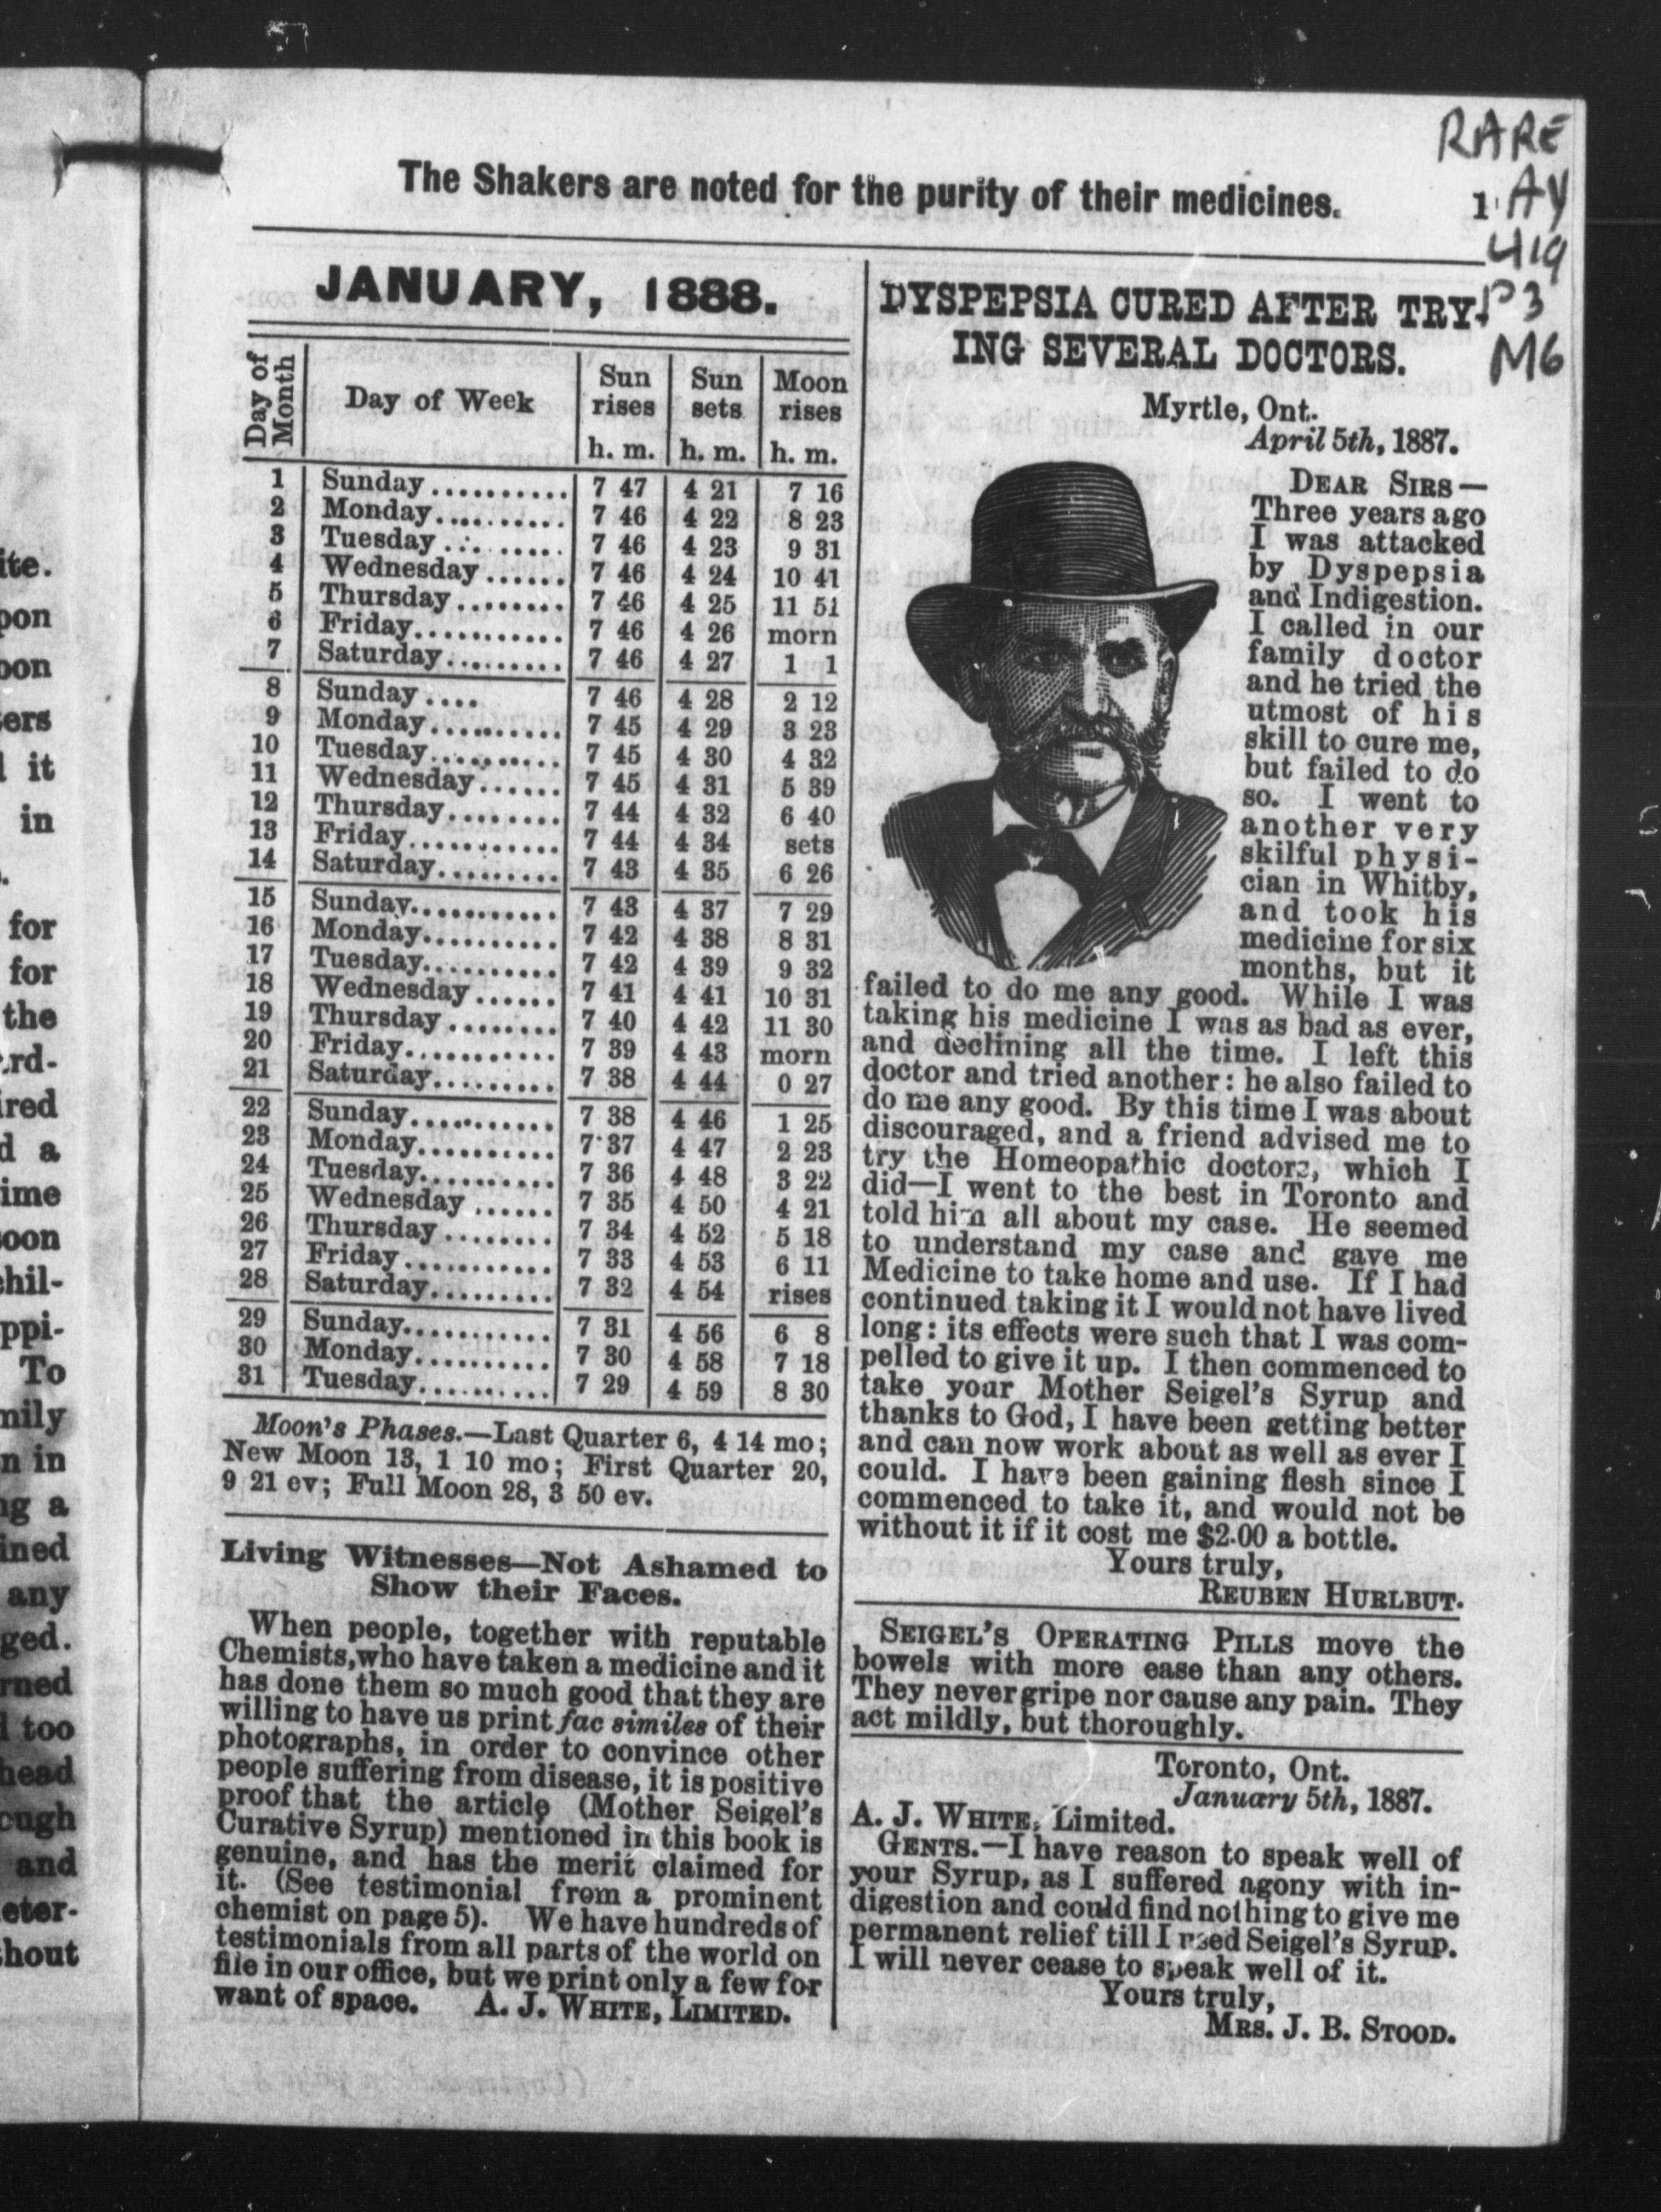 ite.
pon
oon
ers
it
in
for
for
the
ired
d a
ime
oon
hil-
ppi-
To
mily
n in
ng a
ined
any
ged.
rned
too
head
ough
and
eter-
hout
The Shakers are noted for the purity of their medicines.
1
RARE
AY
419
P3
M6
JANUARY, 1888.
Day of Month | Day of Week | Sun rises h. m. | Sun sets h. m. | Moon rises h. m.
1 Sunday.......... 7 47 4 21 7 16
2 Monday.......... 7 46 4 22 8 23
3 Tuesday......... 7 46 4 23 9 31
4 Wednesday...... 7 46 4 24 10 41
5 Thursday........ 7 46 4 25 11 51
6 Friday........... 7 46 4 26 morn
7 Saturday......... 7 46 4 27 1 1
8 Sunday.... 7 46 4 28 2 12
9 Monday.......... 7 45 4 29 3 23
10 Tuesday.......... 7 45 4 30 4 32
11 Wednesday...... 7 45 4 31 5 39
12 Thursday........ 7 44 4 32 6 40
13 Friday........... 7 44 4 34 sets
14 Saturday......... 7 43 4 35 6 26
15 Sunday........... 7 43 4 37 7 29
16 Monday.......... 7 42 4 38 8 31
17 Tuesday.......... 7 42 4 39 9 32
18 Wednesday...... 7 41 4 41 10 31
19 Thursday........ 7 40 4 42 11 30
20 Friday........... 7 39 4 43 morn
21 Saturday......... 7 38 4 44 0 27
22 Sunday........... 7 38 4 46 1 25
23 Monday.......... 7 37 4 47 2 23
24 Tuesday.......... 7 36 4 48 3 22
25 Wednesday...... 7 35 4 50 4 21
26 Thursday........ 7 34 4 52 5 18
27 Friday........... 7 33 4 53 6 11
28 Saturday......... 7 32 4 54 rises
29 Sunday........... 7 31 4 56 6 8
30 Monday.......... 7 30 4 58 7 18
31 Tuesday.......... 7 29 4 59 8 30
Moon's Phases.—Last Quarter 6, 4 14 mo;
New Moon 13, 1 10 mo; First Quarter 20,
9 21 ev; Full Moon 28, 3 50 ev.
Living Witnesses—Not Ashamed to
Show their Faces.
When people, together with reputable
Chemists,who have taken a medicine and it
has done them so much good that they are
willing to have us print fac similes of their
photographs, in order to convince other
people suffering from disease, it is positive
proof that the article (Mother Seigel's
Curative Syrup) mentioned in this book is
genuine, and has the merit claimed for
it. (See testimonial from a prominent
chemist on page 5). We have hundreds of
testimonials from all parts of the world on
file in our office, but we print only a few for
want of space. A. J. WHITE, LIMITED.
DYSPEPSIA CURED AFTER TRY-
ING SEVERAL DOCTORS.
Myrtle, Ont.
April 5th, 1887.
DEAR SIRS—
Three years ago
I was attacked
by Dyspepsia
and Indigestion.
I called in our
family doctor
and he tried the
utmost of his
skill to cure me,
but failed to do
so. I went to
another very
skilful physi-
cian in Whitby,
and took his
medicine for six
months, but it
failed to do me any good. While I was
taking his medicine I was as bad as ever,
and declining all the time. I left this
doctor and tried another: he also failed to
do me any good. By this time I was about
discouraged, and a friend advised me to
try the Homeopathic doctors, which I
did—I went to the best in Toronto and
told him all about my case. He seemed
to understand my case and gave me
Medicine to take home and use. If I had
continued taking it I would not have lived
long: its effects were such that I was com-
pelled to give it up. I then commenced to
take your Mother Seigel's Syrup and
thanks to God, I have been getting better
and can now work about as well as ever I
could. I have been gaining flesh since I
commenced to take it, and would not be
without it if it cost me $2.00 a bottle.
Yours truly,
REUBEN HURLBUT.
SEIGEL'S OPERATING PILLS move the
bowels with more ease than any others.
They never gripe nor cause any pain. They
act mildly, but thoroughly.
Toronto, Ont.
January 5th, 1887.
A. J. WHITE, Limited.
GENTS.—I have reason to speak well of
your Syrup, as I suffered agony with in-
digestion and could find nothing to give me
permanent relief till I used Seigel's Syrup.
I will never cease to speak well of it.
Yours truly,
MRS. J. B. STOOD.